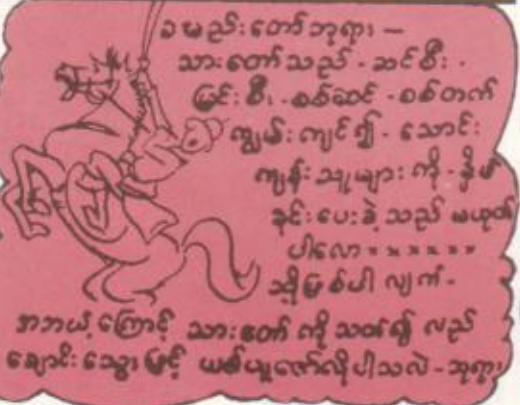 ခမည်းတော်ဘုရား —
သားတော်သည် - ဆင်စီး -
မြင်းစီး - စစ်ဆင် - စစ်တက်
ကျွမ်းကျင်၍ - သောင်း
ကျန်းသူများကို - နှိမ်
နင်းပေးခဲ့သည် မဟုတ်
ပါလော × × × × × ×
သို့ဖြစ်ပါလျက် -
အဘယ့်ကြောင့် သားတော်ကို သတ်၍ လည်
ချောင်းသွေးဖြင့် ယစ်ပူဇော်လိုပါသလဲ - ဘုရား